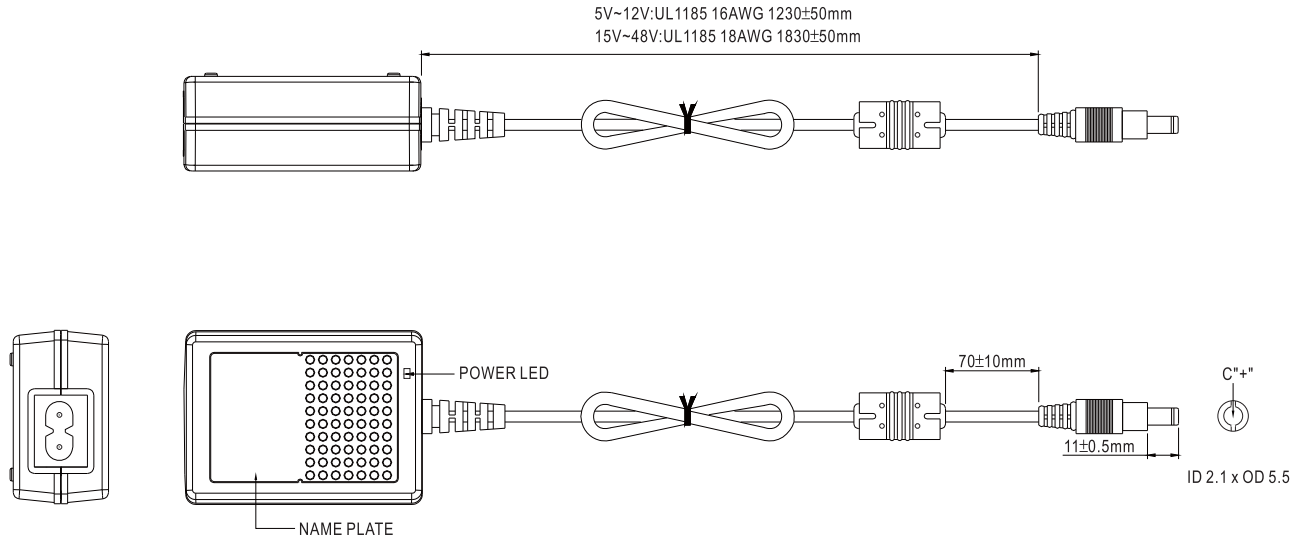 5V~12V:UL1185 16AWG 1230±50mm
15V~48V:UL1185 18AWG 1830±50mm
POWER LED
70±10mm
C"+"
11±0.5mm
ID 2.1 x OD 5.5
NAME PLATE